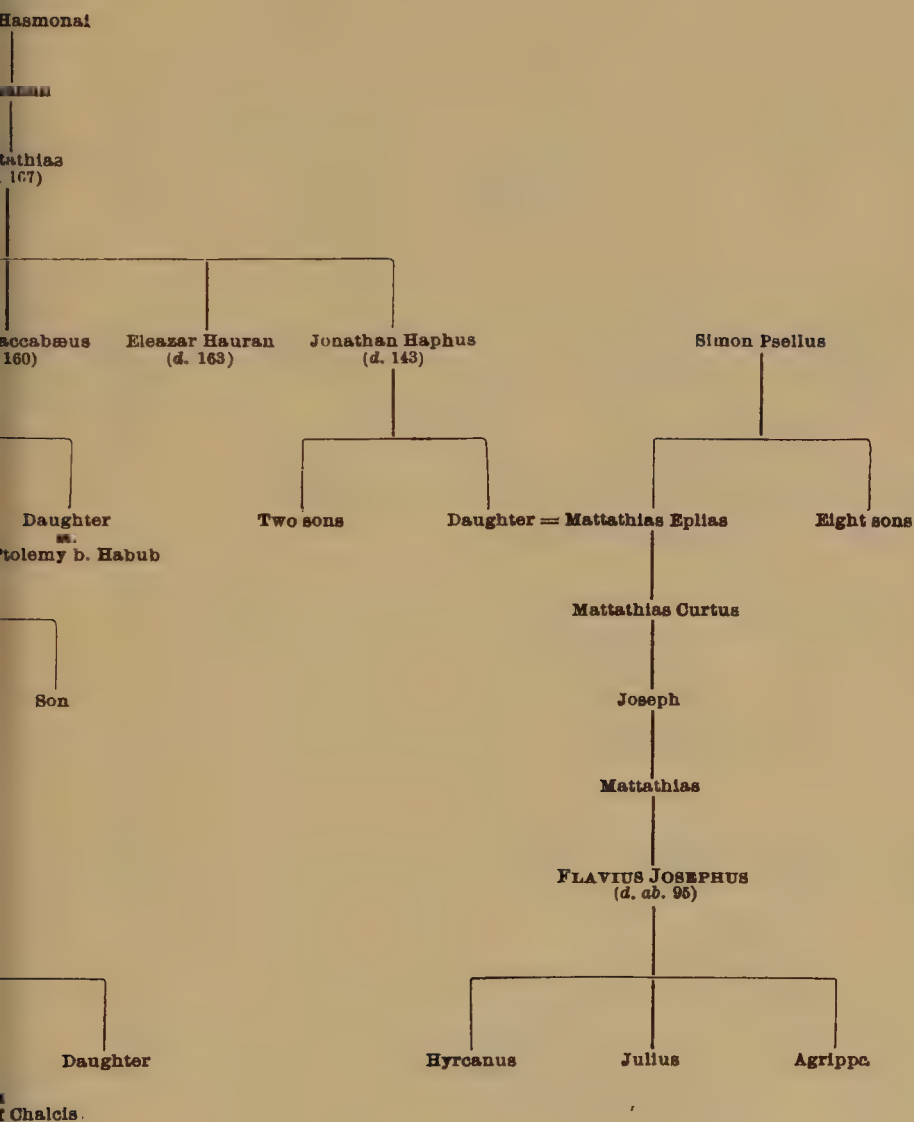 Hasmonai
tathias
167)
accabæus
160)
Eleazar Hauran
(d. 163)
Jonathan Haphus
(d. 143)
Simon Psellus
Daughter
m.
Ptolemy b. Habub
Two sons
Daughter = Mattathias Eplias
Eight sons
Mattathias Curtus
Son
Joseph
Mattathias
FLAVIUS JOSEPHUS
(d. ab. 95)
Daughter
Hyrcanus
Julius
Agrippa
Chalcis.